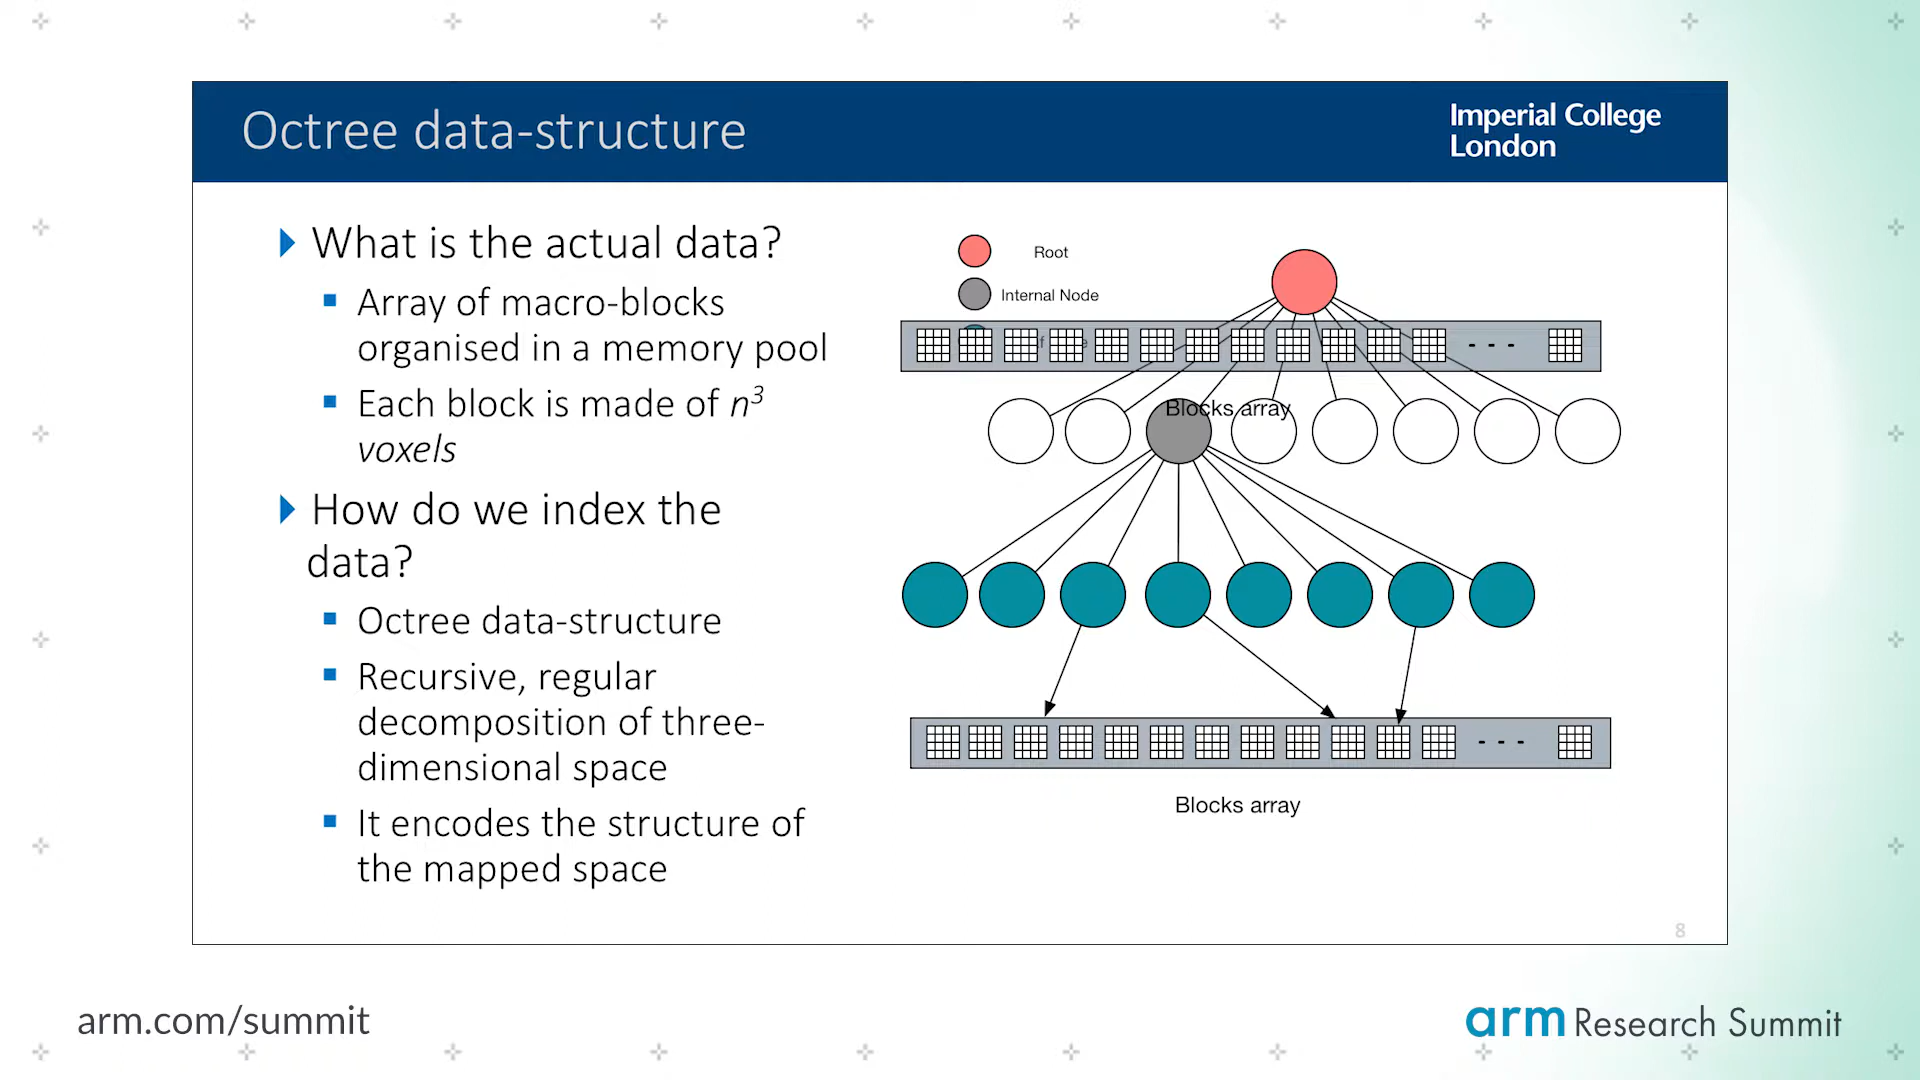 Octree data-structure
Imperial College
London
What is the actual data?
Array of macro-blocks
organised in a memory pool
Each block is made of n³
voxels
How do we index the
data?
Octree data-structure
Recursive, regular
decomposition of three-
dimensional space
It encodes the structure of
the mapped space
Root
Internal Node
- - -
Blocks array
- - -
Blocks array
8
arm.com/summit
arm Research Summit